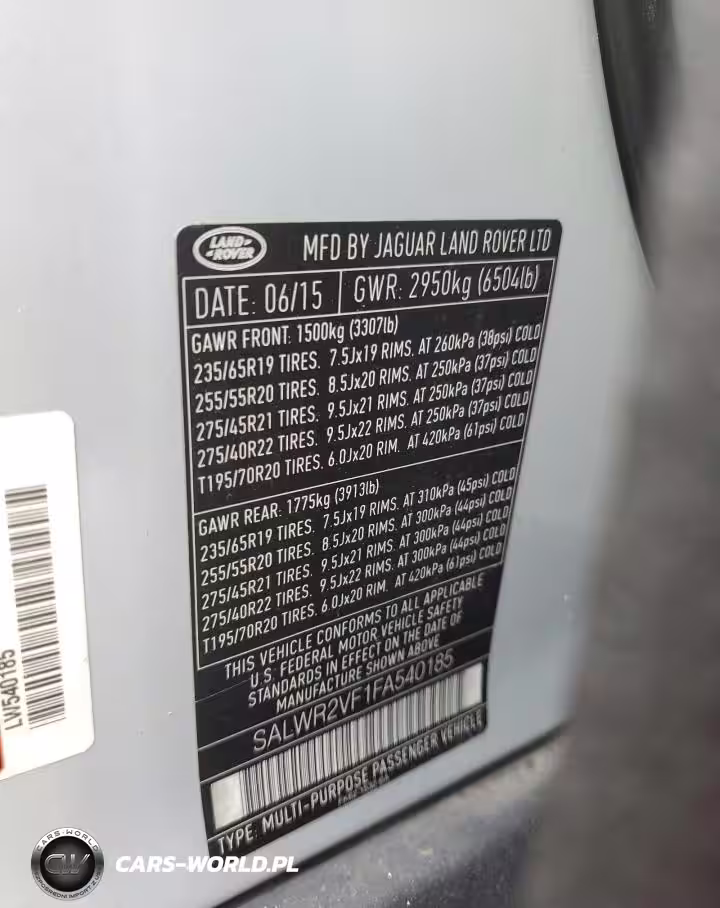 LAND ROVER
MFD BY JAGUAR LAND ROVER LTD
DATE: 06/15 GWR: 2950kg (6504lb)
GAWR FRONT: 1500kg (3307lb)
235/65R19 TIRES. 7.5Jx19 RIMS. AT 260kPa (38psi) COLD
255/55R20 TIRES. 8.5Jx20 RIMS. AT 250kPa (37psi) COLD
275/45R21 TIRES. 9.5Jx21 RIMS. AT 250kPa (37psi) COLD
275/40R22 TIRES. 9.5Jx22 RIMS. AT 250kPa (37psi) COLD
T195/70R20 TIRES. 6.0Jx20 RIM. AT 420kPa (61psi) COLD
GAWR REAR: 1775kg (3913lb)
235/65R19 TIRES. 7.5Jx19 RIMS. AT 310kPa (45psi) COLD
255/55R20 TIRES. 8.5Jx20 RIMS. AT 300kPa (44psi) COLD
275/45R21 TIRES. 9.5Jx21 RIMS. AT 300kPa (44psi) COLD
275/40R22 TIRES. 9.5Jx22 RIMS. AT 300kPa (44psi) COLD
T195/70R20 TIRES. 6.0Jx20 RIM. AT 420kPa (61psi) COLD
THIS VEHICLE CONFORMS TO ALL APPLICABLE
U.S. FEDERAL MOTOR VEHICLE SAFETY
STANDARDS IN EFFECT ON THE DATE OF
MANUFACTURE SHOWN ABOVE
SALWR2VF1FA540185
TYPE: MULTI-PURPOSE PASSENGER VEHICLE
LW540185
CARS-WORLD
CW
BEZPOŚREDNI IMPORT Z USA
CARS-WORLD.PL